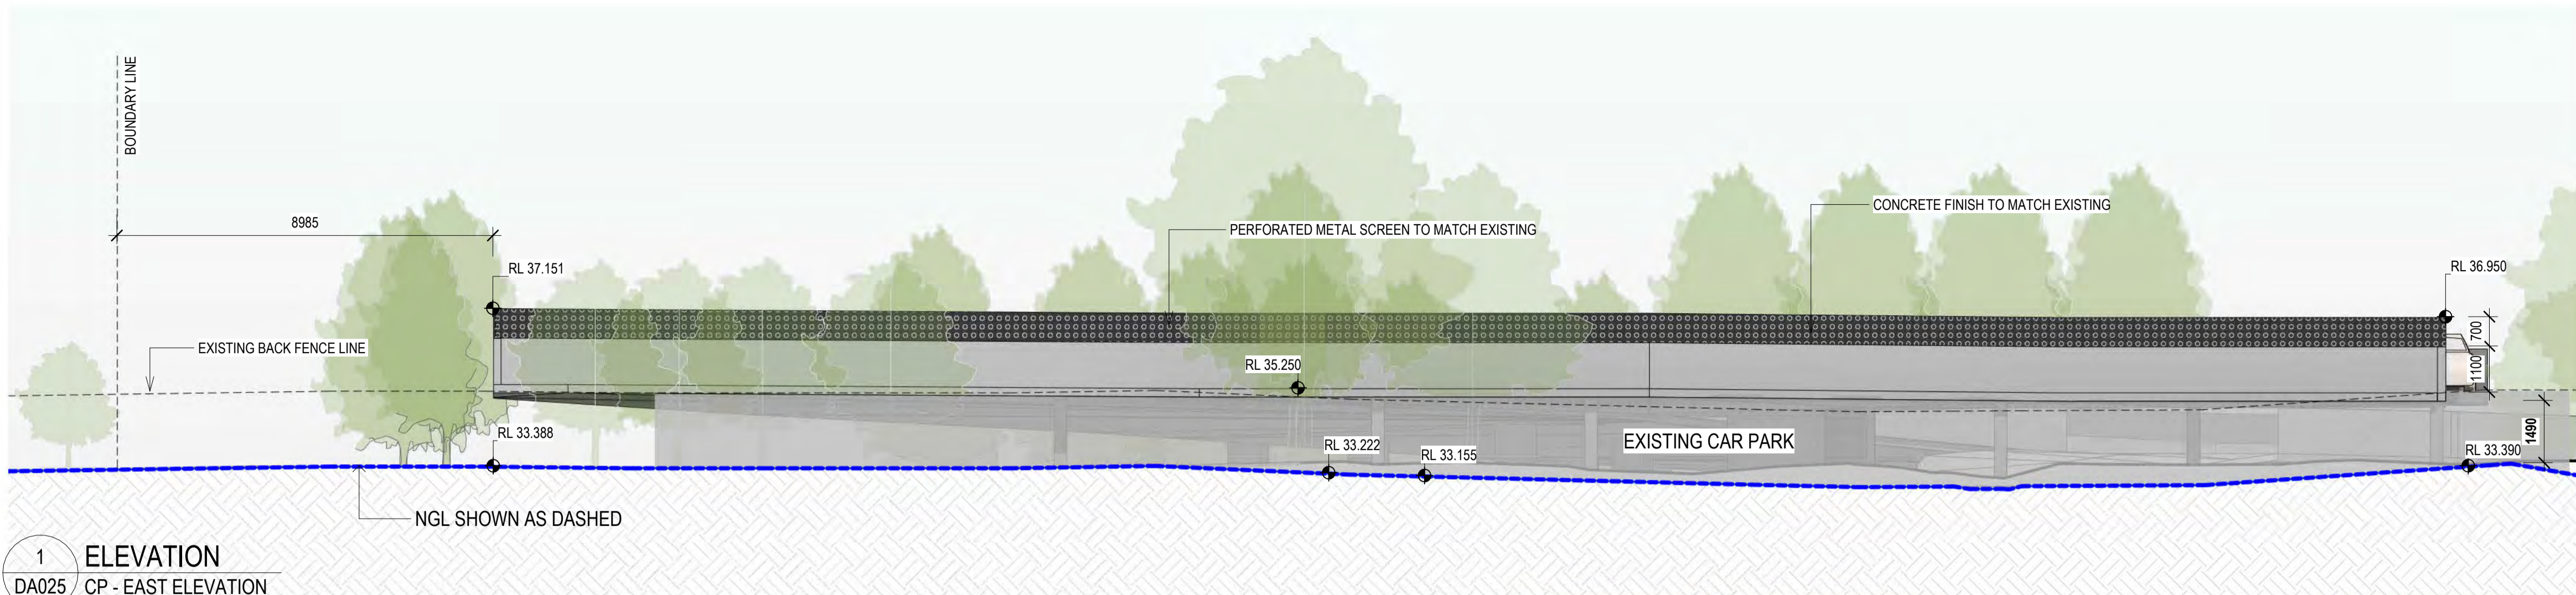 BOUNDARY LINE
8985
RL 37.151
EXISTING BACK FENCE LINE
RL 33.388
NGL SHOWN AS DASHED
PERFORATED METAL SCREEN TO MATCH EXISTING
CONCRETE FINISH TO MATCH EXISTING
RL 35.250
RL 33.222
RL 33.155
EXISTING CAR PARK
RL 36.950
700
1100
1490
RL 33.390
1
DA025
ELEVATION
CP - EAST ELEVATION